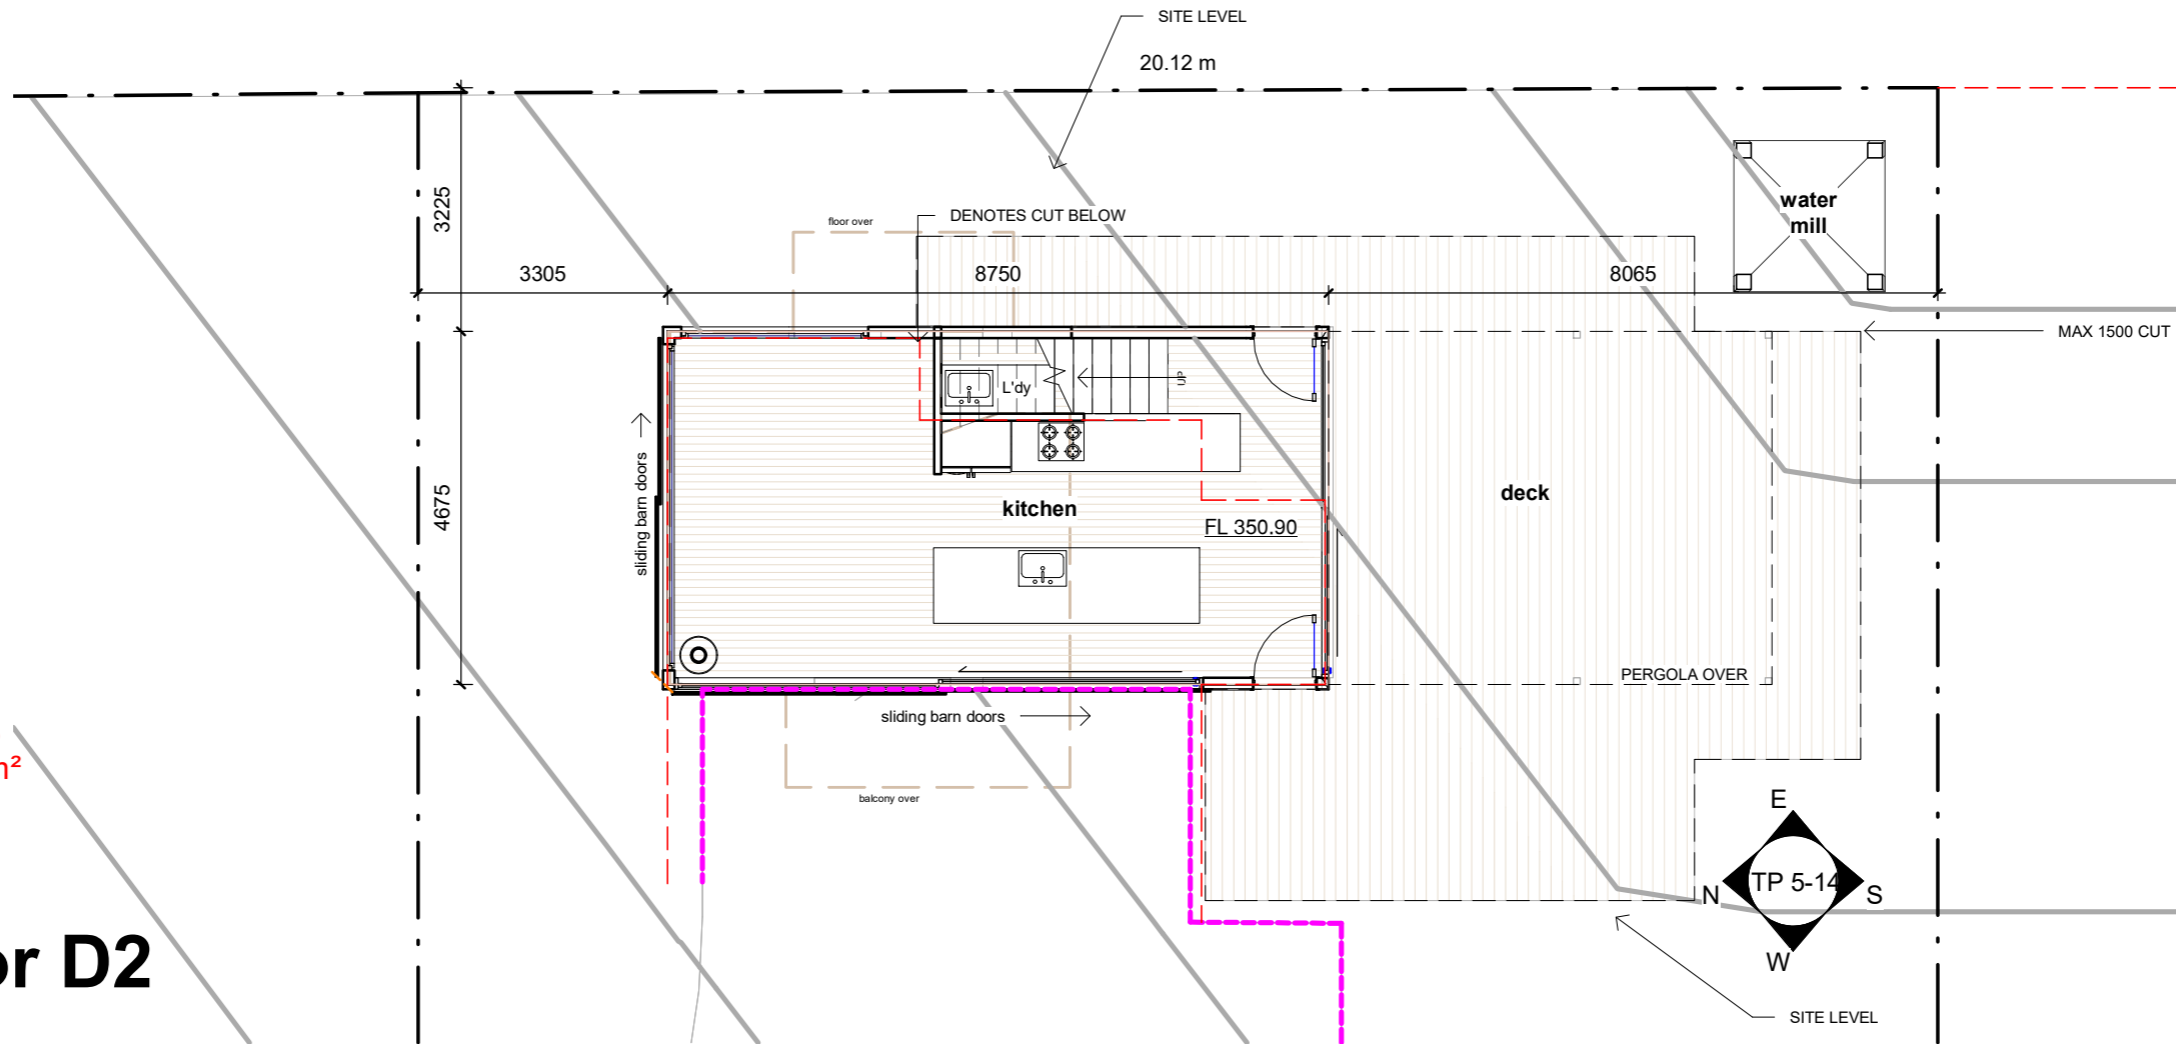 SITE LEVEL
20.12 m
3225
floor over
DENOTES CUT BELOW
water
mill
3305
8750
8065
MAX 1500 CUT
L'dy
UP
sliding barn doors
4675
kitchen
deck
FL 350.90
PERGOLA OVER
sliding barn doors
m²
balcony over
E
N
TP 5-14
S
W
or D2
SITE LEVEL